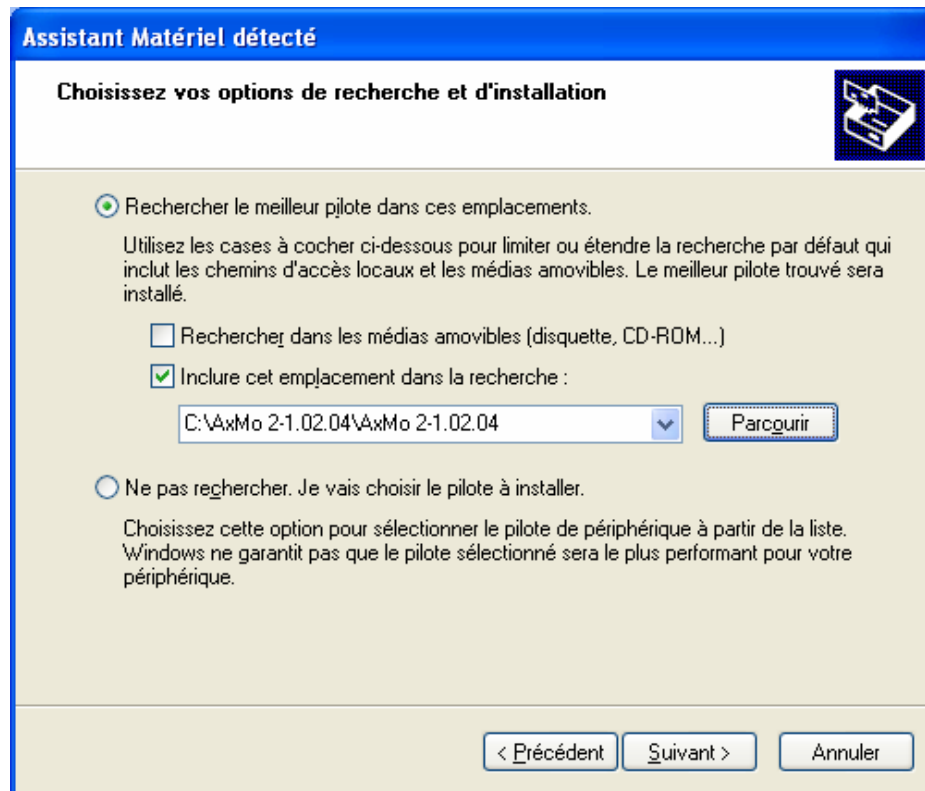 Assistant Matériel détecté
Choisissez vos options de recherche et d'installation
Rechercher le meilleur pilote dans ces emplacements.
Utilisez les cases à cocher ci-dessous pour limiter ou étendre la recherche par défaut qui
inclut les chemins d'accès locaux et les médias amovibles. Le meilleur pilote trouvé sera
installé.
Rechercher dans les médias amovibles (disquette, CD-ROM...)
Inclure cet emplacement dans la recherche :
C:\AxMo 2-1.02.04\AxMo 2-1.02.04
Parcourir
Ne pas rechercher. Je vais choisir le pilote à installer.
Choisissez cette option pour sélectionner le pilote de périphérique à partir de la liste.
Windows ne garantit pas que le pilote sélectionné sera le plus performant pour votre
périphérique.
< Précédent
Suivant >
Annuler